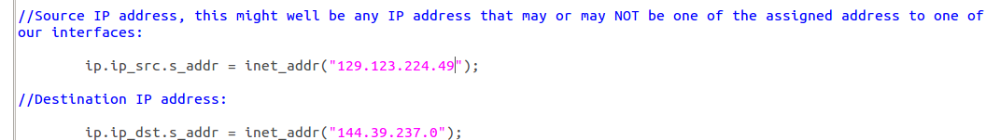 //Source IP address, this might well be any IP address that may or may NOT be one of the assigned address to one of
our interfaces:
ip.ip_src.s_addr = inet_addr("129.123.224.49");
//Destination IP address:
ip.ip_dst.s_addr = inet_addr("144.39.237.0");